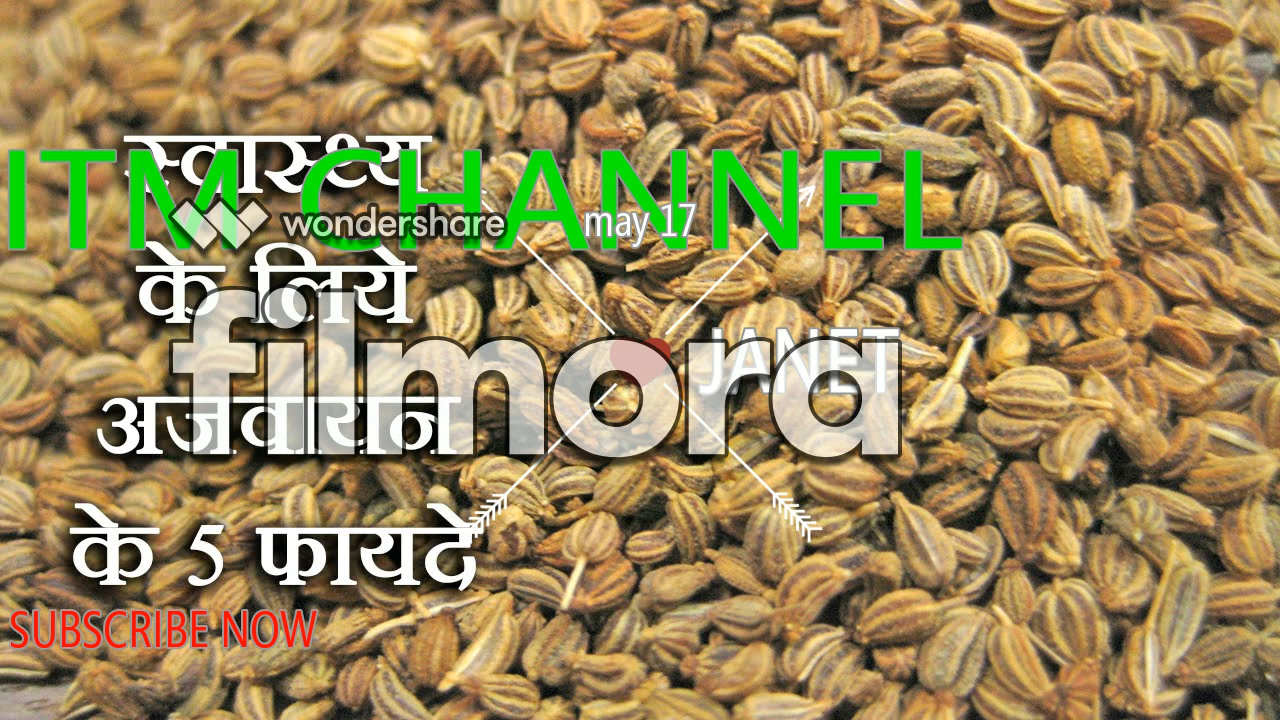 स्वास्थ्य
ITM CHANNEL
wondershare
may 17
के लिये
filmora
JANET
अजवायन
के 5 फायदे
SUBSCRIBE NOW